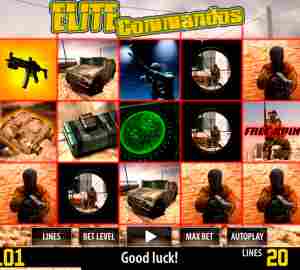 ELITE COMMANDOS
FREE SPIN
LINES BET LEVEL MAX BET AUTOPLAY
01 Good luck! LINES 20